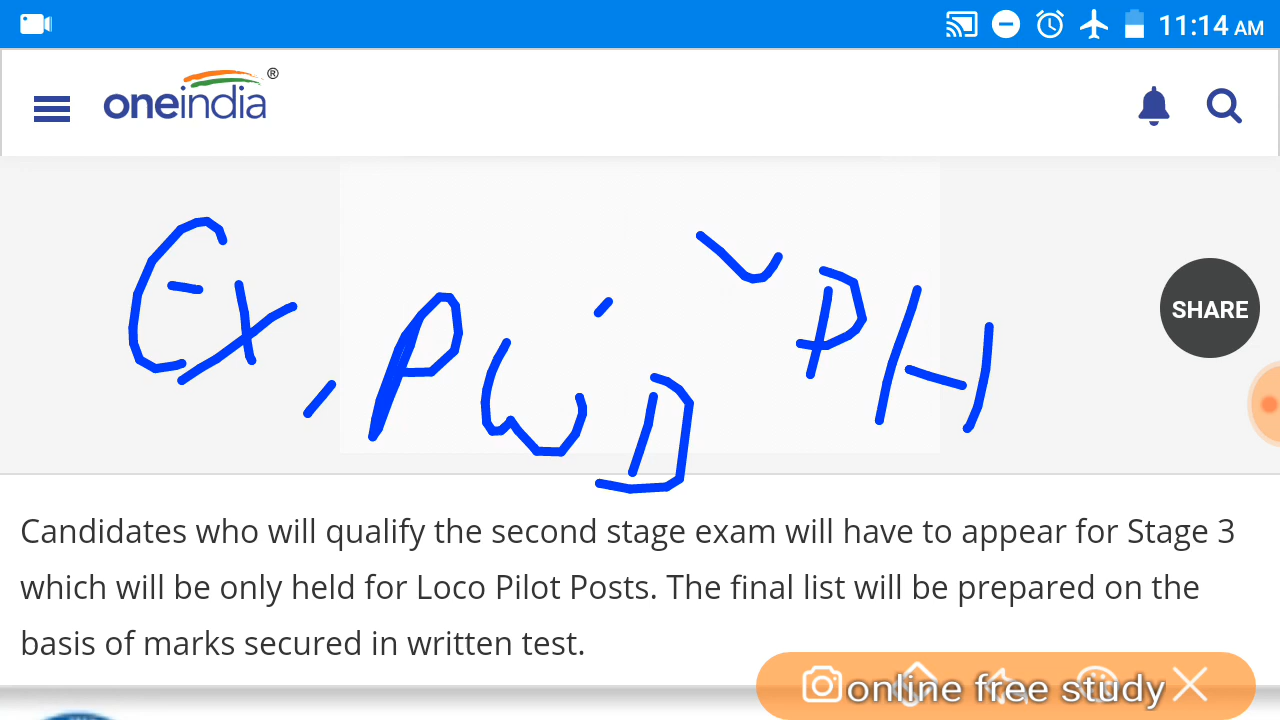 11:14 AM
oneindia®
Ex, PWD, PH
SHARE
Candidates who will qualify the second stage exam will have to appear for Stage 3
which will be only held for Loco Pilot Posts. The final list will be prepared on the
basis of marks secured in written test.
online free study